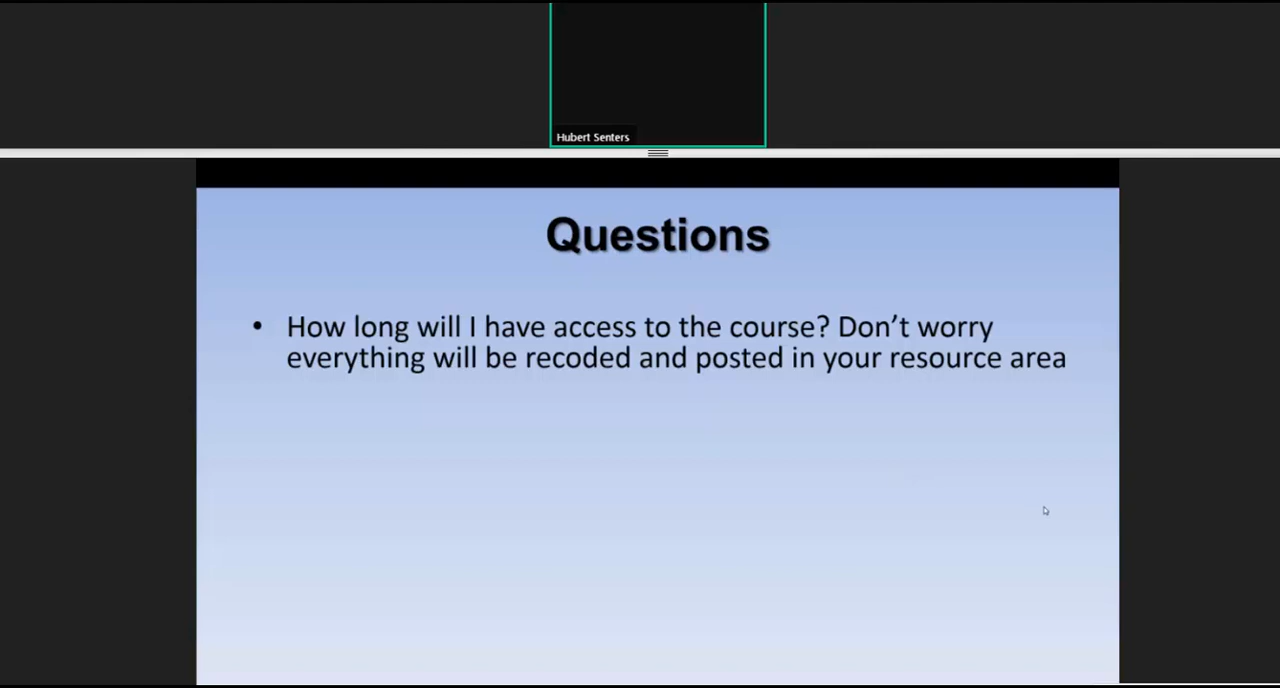 Hubert Senters
Questions
• How long will I have access to the course? Don’t worry
everything will be recoded and posted in your resource area